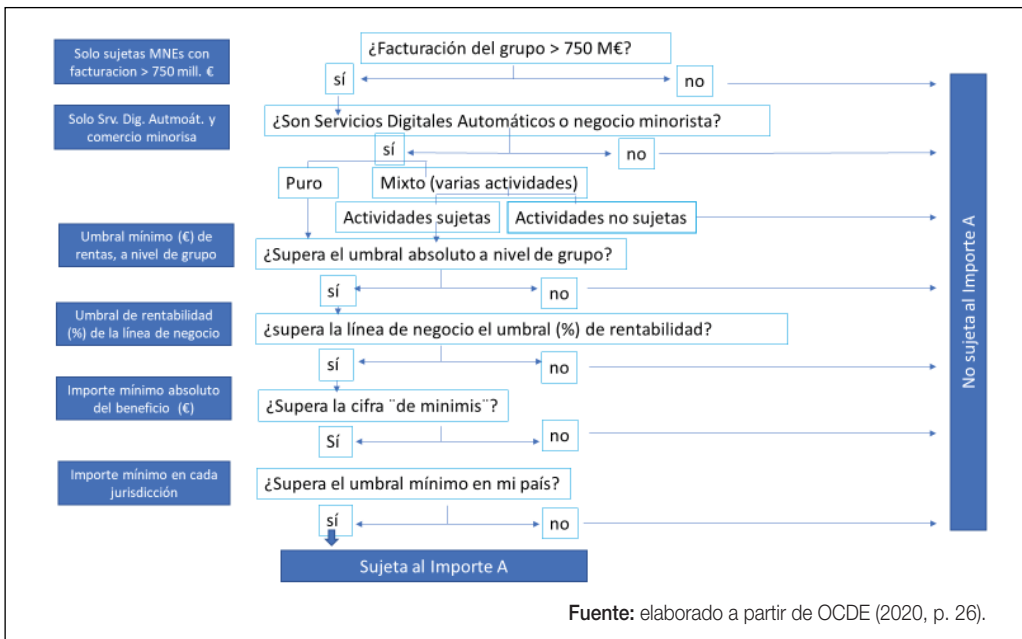 Solo sujetas MNEs con
facturacion > 750 mill. €
¿Facturación del grupo > 750 M€?
sí
no
Solo Srv. Dig. Autmoát. y
comercio minorisa
¿Son Servicios Digitales Automáticos o negocio minorista?
sí
no
Puro
Mixto (varias actividades)
Actividades sujetas
Actividades no sujetas
Umbral mínimo (€) de
rentas, a nivel de grupo
¿Supera el umbral absoluto a nivel de grupo?
sí
no
Umbral de rentabilidad
(%) de la línea de negocio
¿supera la línea de negocio el umbral (%) de rentabilidad?
sí
no
Importe mínimo absoluto
del beneficio (€)
¿Supera la cifra ¨de minimis¨?
Sí
no
Importe mínimo en cada
jurisdicción
¿Supera el umbral mínimo en mi país?
sí
no
Sujeta al Importe A
No sujeta al Importe A
Fuente: elaborado a partir de OCDE (2020, p. 26).